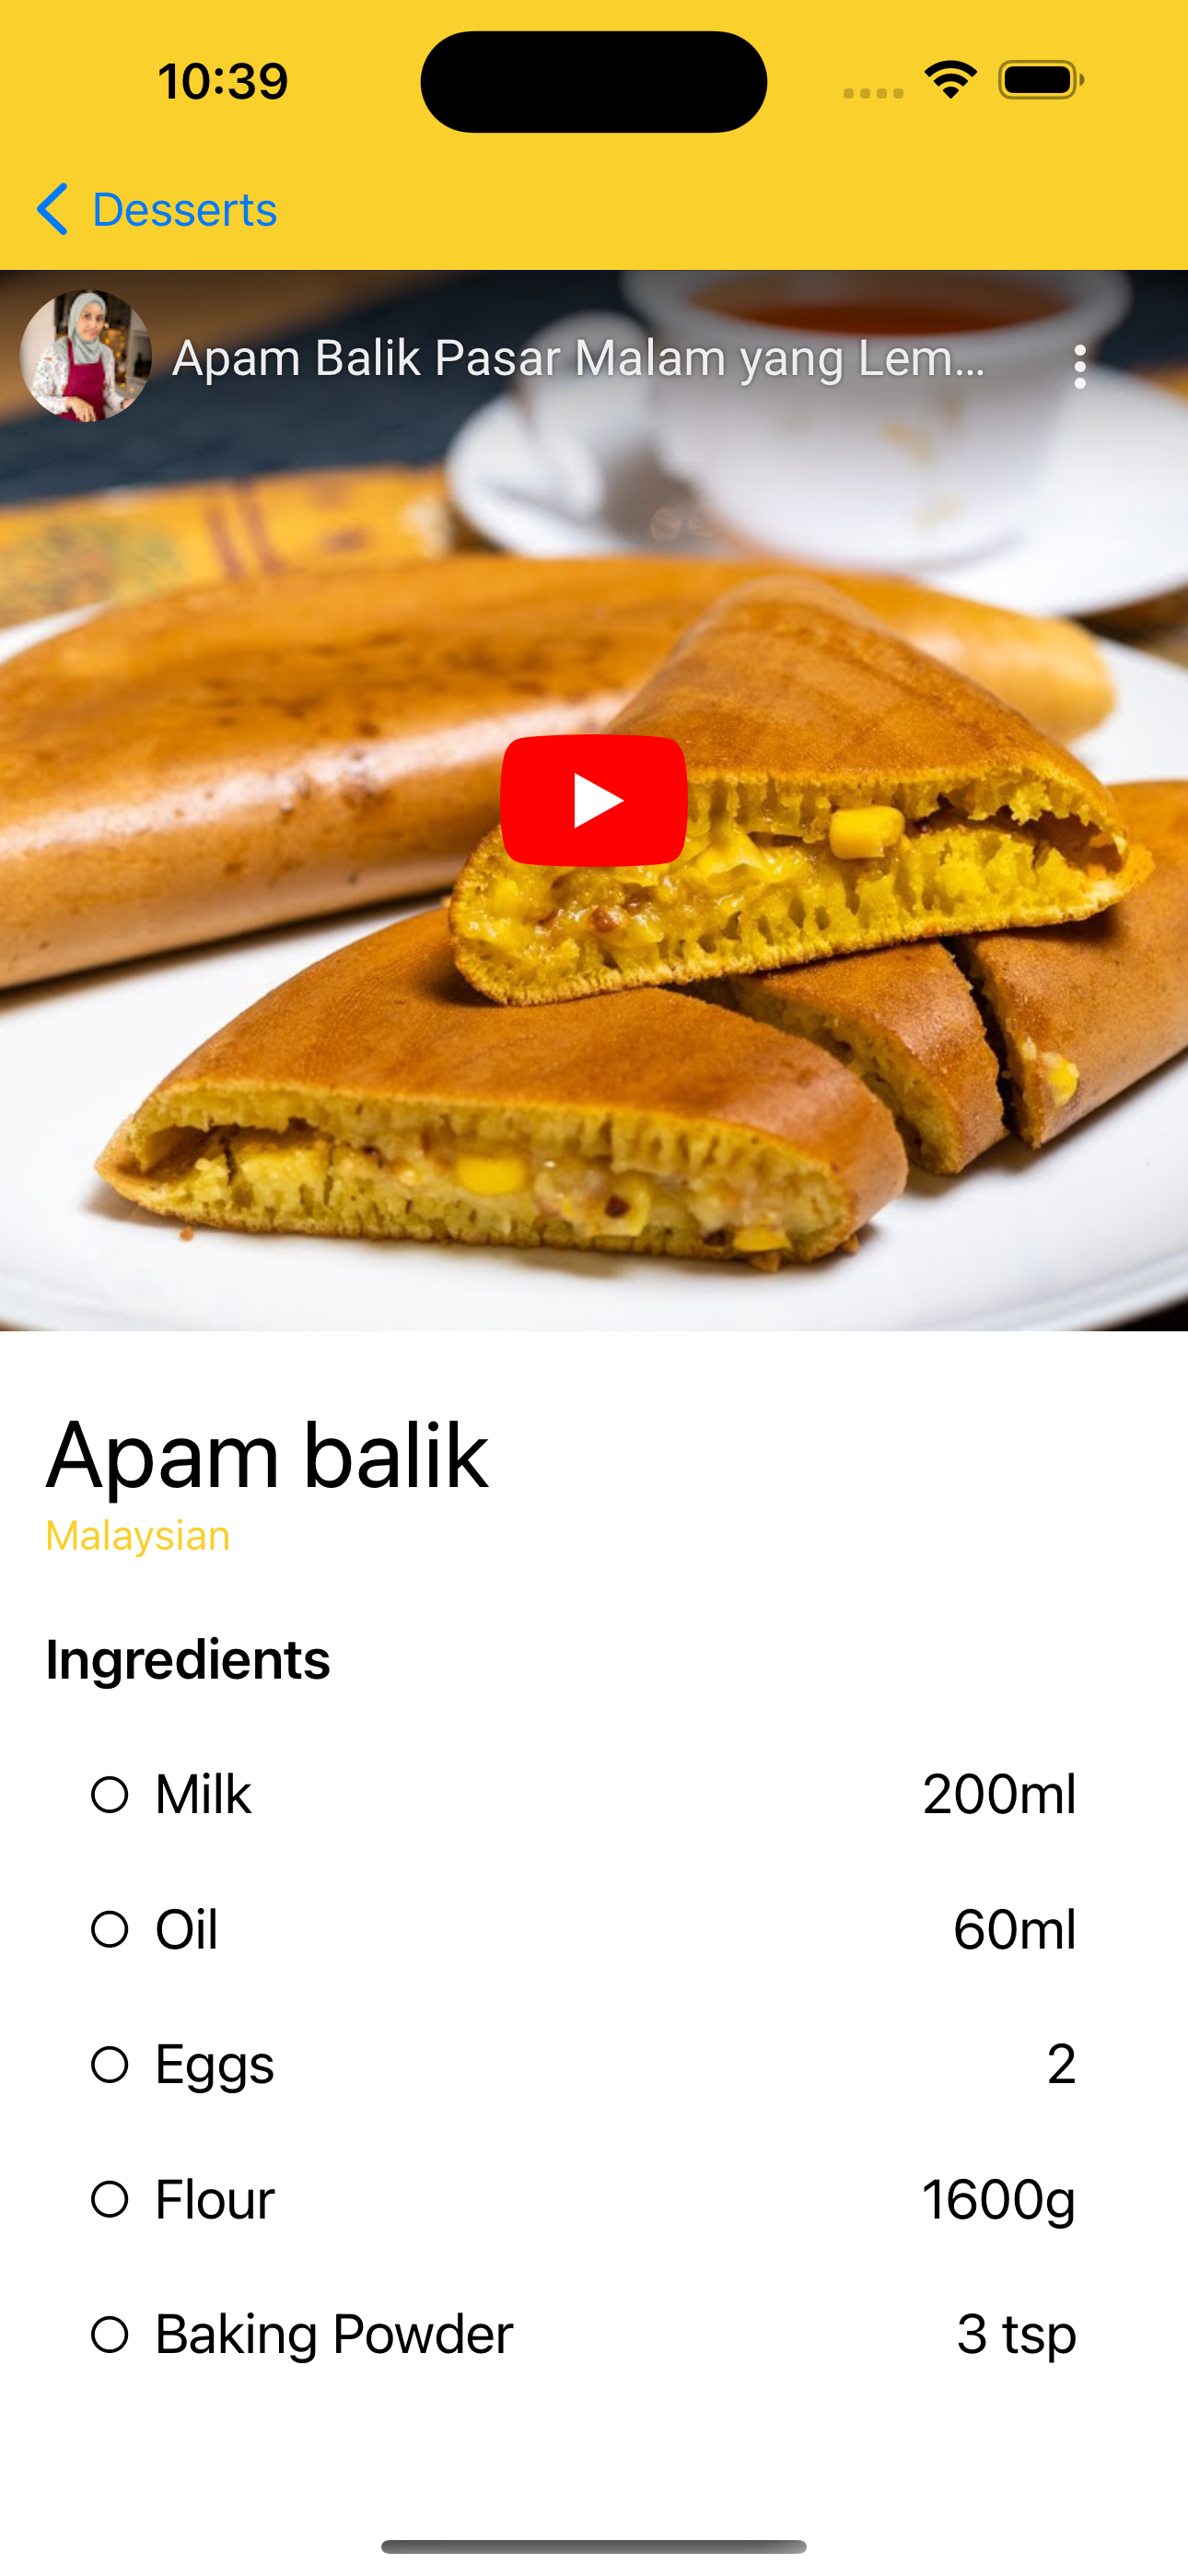 10:39
Desserts
Apam Balik Pasar Malam yang Lem...
Apam balik
Malaysian
Ingredients
Milk 200ml
Oil 60ml
Eggs 2
Flour 1600g
Baking Powder 3 tsp